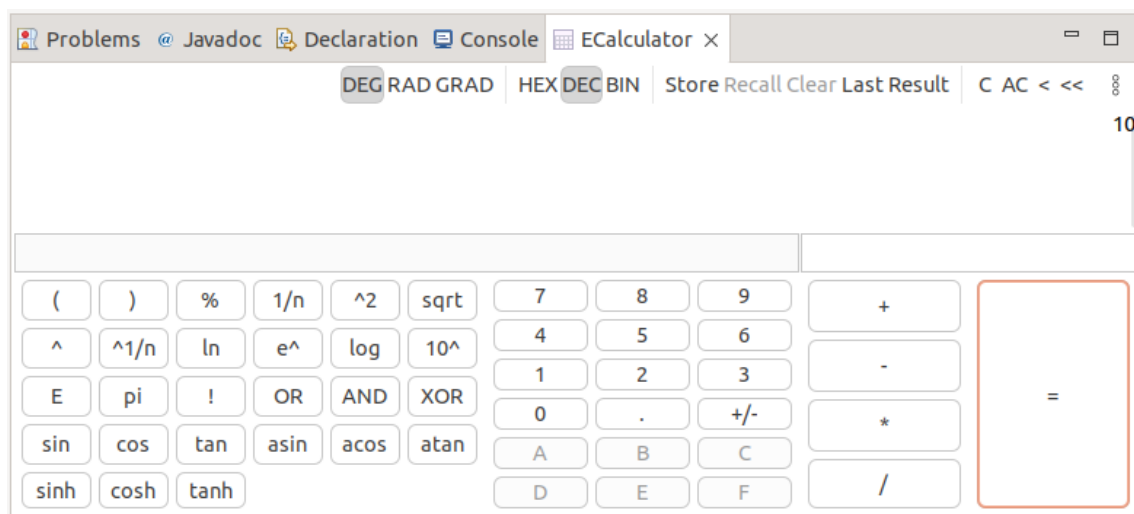 Problems @ Javadoc Declaration Console ECalculator
DEG RAD GRAD HEX DEC BIN Store Recall Clear Last Result C AC < <<
10
( ) % 1/n ^2 sqrt 7 8 9 +
^ ^1/n ln e^ log 10^ 4 5 6 -
E pi ! OR AND XOR 1 2 3 =
0 . +/- *
sin cos tan asin acos atan A B C
sinh cosh tanh D E F /